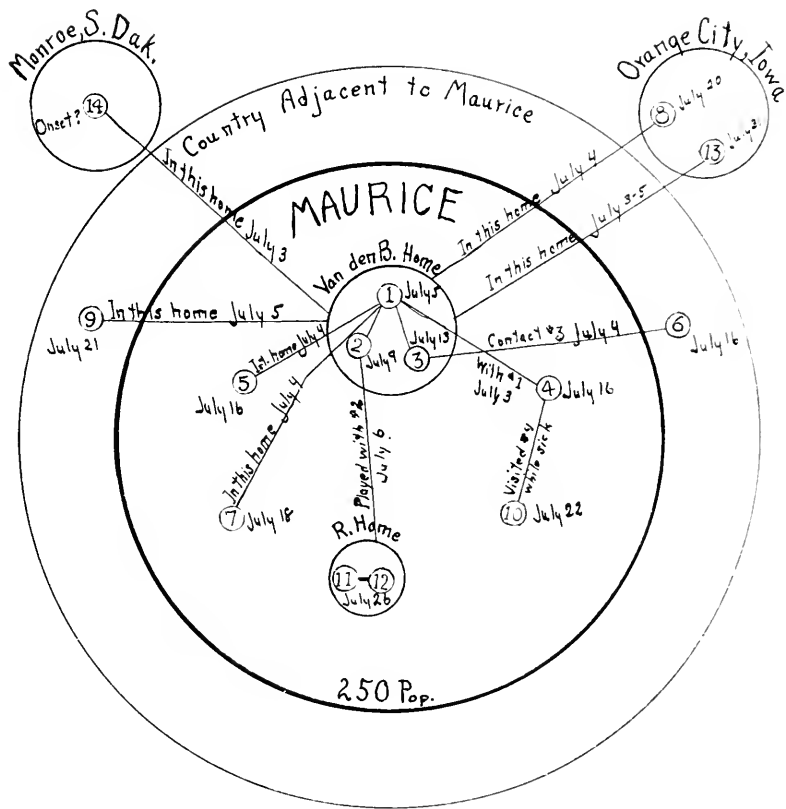 Monroe, S. Dak.
14
Onset?
Orange City, Iowa
8 July 20
13
Country Adjacent to Maurice
In this home July 3
In this home July 4
In this home July 3-5
MAURICE
Van den B. Home
1 July 5
2 July 9
July 13
3
9 In this home July 5
July 21
Int. home July 4
5
July 16
Contact #3 July 4
6
July 16
With #1
July 3
4 July 16
In this home July 4
7 July 18
Played with #2
July 6
Visited #4
while sick
10 July 22
R. Home
11-12
July 26
250 Pop.